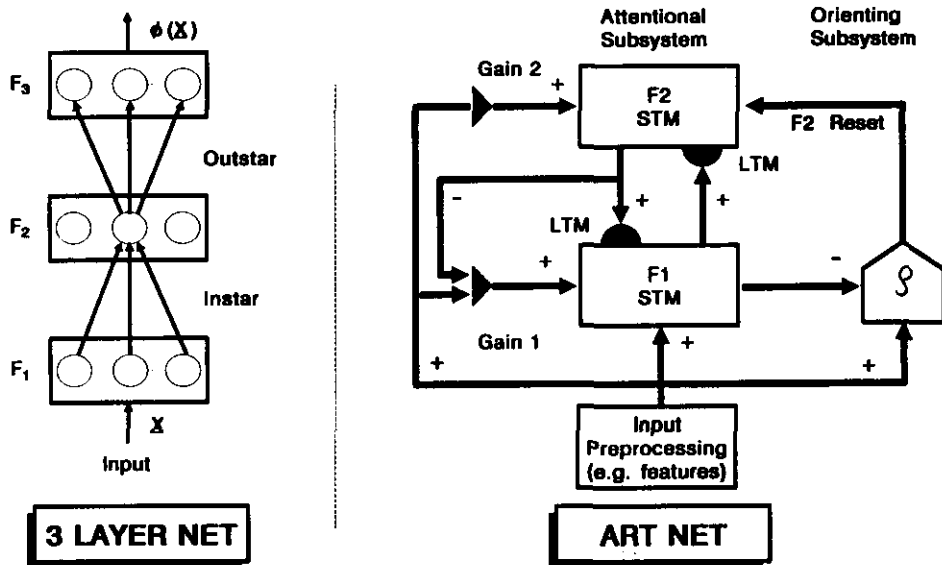 ϕ(X)
F3
Outstar
F2
Instar
F1
X
Input
3 LAYER NET
Attentional
Subsystem
Orienting
Subsystem
Gain 2
+
F2
STM
F2 Reset
LTM
-
+
+
LTM
+
F1
STM
-
ρ
Gain 1
+
+
+
Input
Preprocessing
(e.g. features)
ART NET